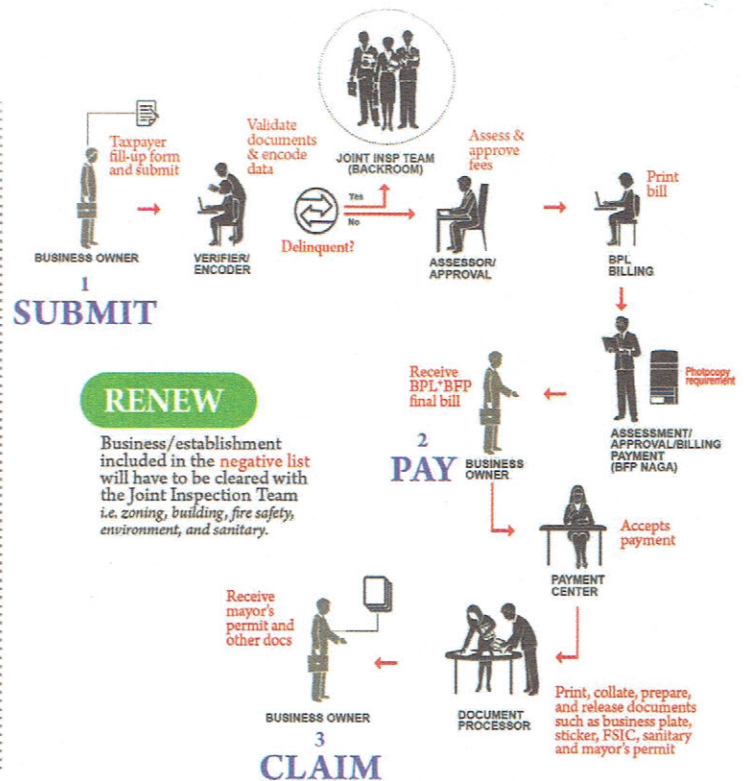 Taxpayer
fill-up form
and submit
BUSINESS OWNER
1
SUBMIT
Validate
documents
& encode
data
VERIFIER/
ENCODER
Delinquent?
Yes
No
JOINT INSP TEAM
(BACKROOM)
Assess &
approve
fees
ASSESSOR/
APPROVAL
Print
bill
BPL
BILLING
Photpcopy
requirement
ASSESSMENT/
APPROVAL/BILLING
PAYMENT
(BFP NAGA)
Receive
BPL+BFP
final bill
2
PAY
BUSINESS
OWNER
RENEW
Business/establishment
included in the negative list
will have to be cleared with
the Joint Inspection Team
i.e. zoning, building, fire safety,
environment, and sanitary.
Accepts
payment
PAYMENT
CENTER
Print, collate, prepare,
and release documents
such as business plate,
sticker, FSIC, sanitary
and mayor's permit
DOCUMENT
PROCESSOR
Receive
mayor's
permit and
other docs
BUSINESS OWNER
3
CLAIM